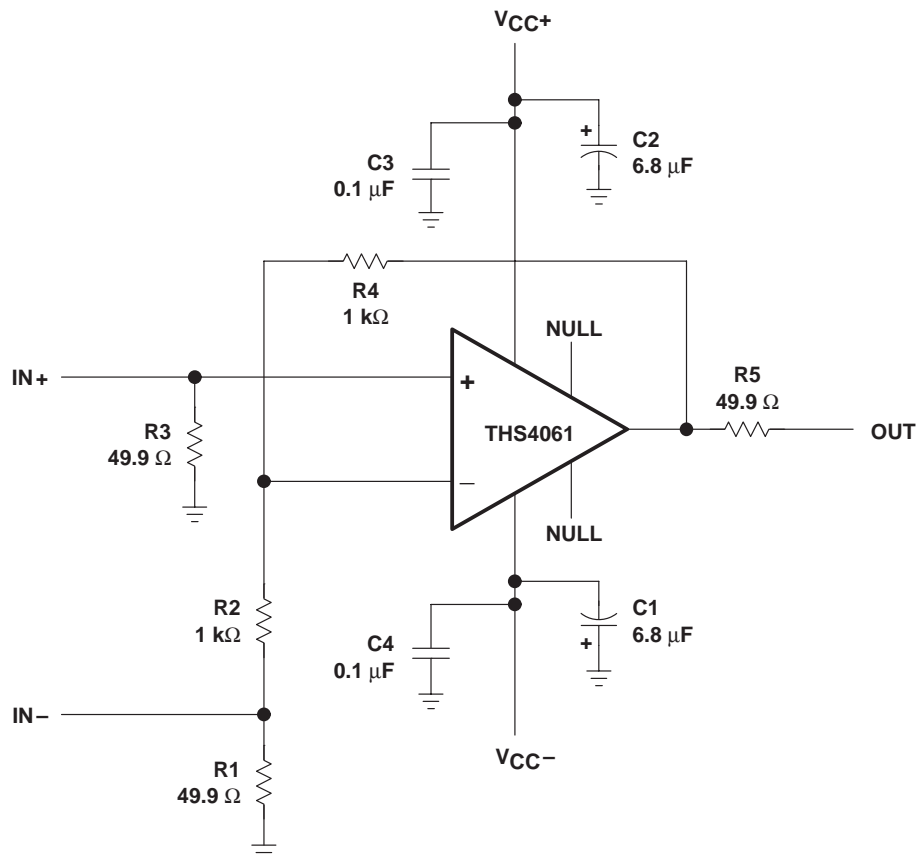 VCC+
C3
0.1 μF
+
C2
6.8 μF
R4
1 kΩ
NULL
IN+
+
R3
49.9 Ω
THS4061
R5
49.9 Ω
OUT
−
NULL
R2
1 kΩ
C4
0.1 μF
C1
6.8 μF
+
IN−
VCC−
R1
49.9 Ω